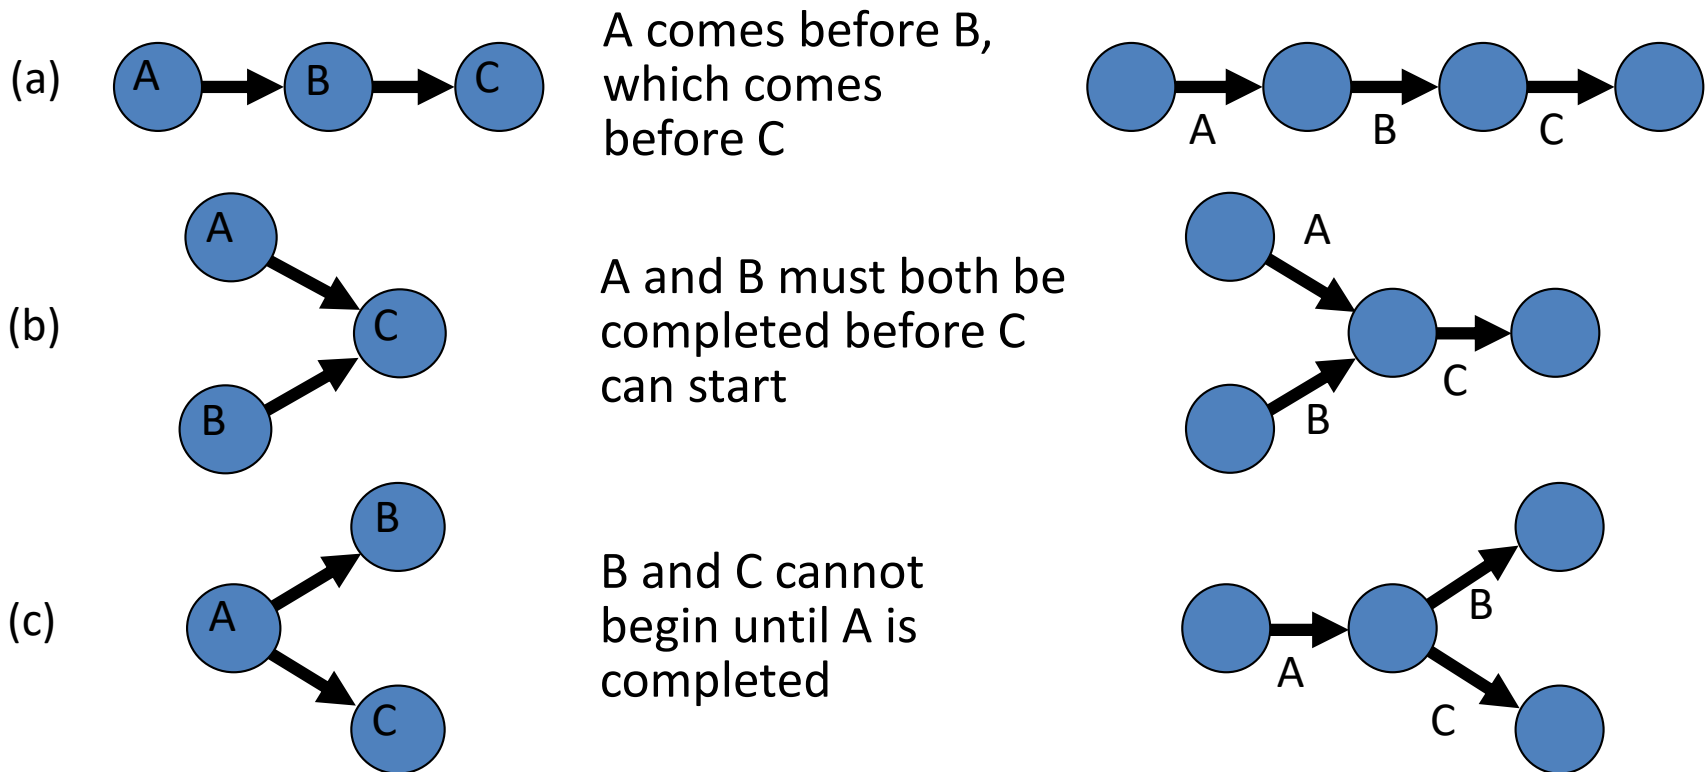 (a)
A
B
C
A comes before B,
which comes
before C
A
B
C
(b)
A
B
C
A and B must both be
completed before C
can start
A
B
C
(c)
A
B
C
B and C cannot
begin until A is
completed
A
B
C